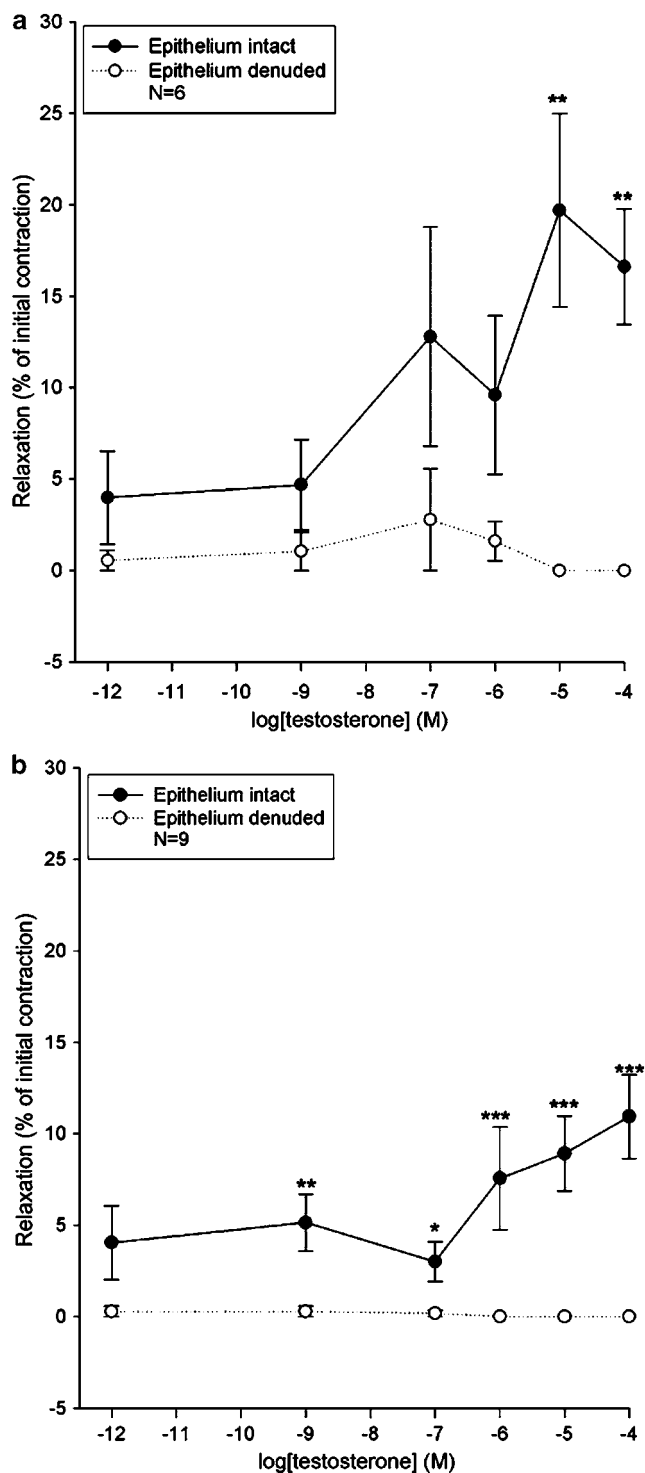 a
30
Epithelium intact
Epithelium denuded
N=6
25
20
15
10
5
0
-5
**
**
Relaxation (% of initial contraction)
-12 -11 -10 -9 -8 -7 -6 -5 -4
log[testosterone] (M)
b
30
Epithelium intact
Epithelium denuded
N=9
25
20
15
10
5
0
-5
**
*
***
***
***
Relaxation (% of initial contraction)
-12 -11 -10 -9 -8 -7 -6 -5 -4
log[testosterone] (M)